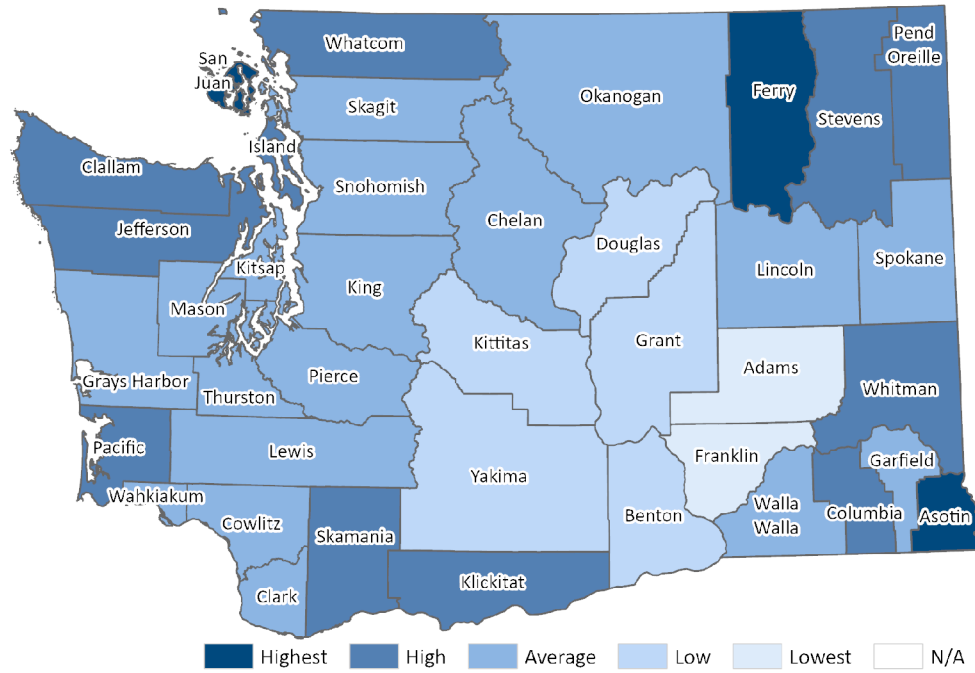 Whatcom
Pend
Oreille
San
Juan
Okanogan
Ferry
Skagit
Stevens
Island
Clallam
Snohomish
Chelan
Jefferson
Douglas
Kitsap
Lincoln
Spokane
King
Mason
Kittitas
Grant
Adams
Pierce
Grays Harbor
Whitman
Thurston
Pacific
Lewis
Franklin
Garfield
Yakima
Wahkiakum
Walla
Walla
Columbia
Asotin
Benton
Cowlitz
Skamania
Klickitat
Clark
Highest
High
Average
Low
Lowest
N/A